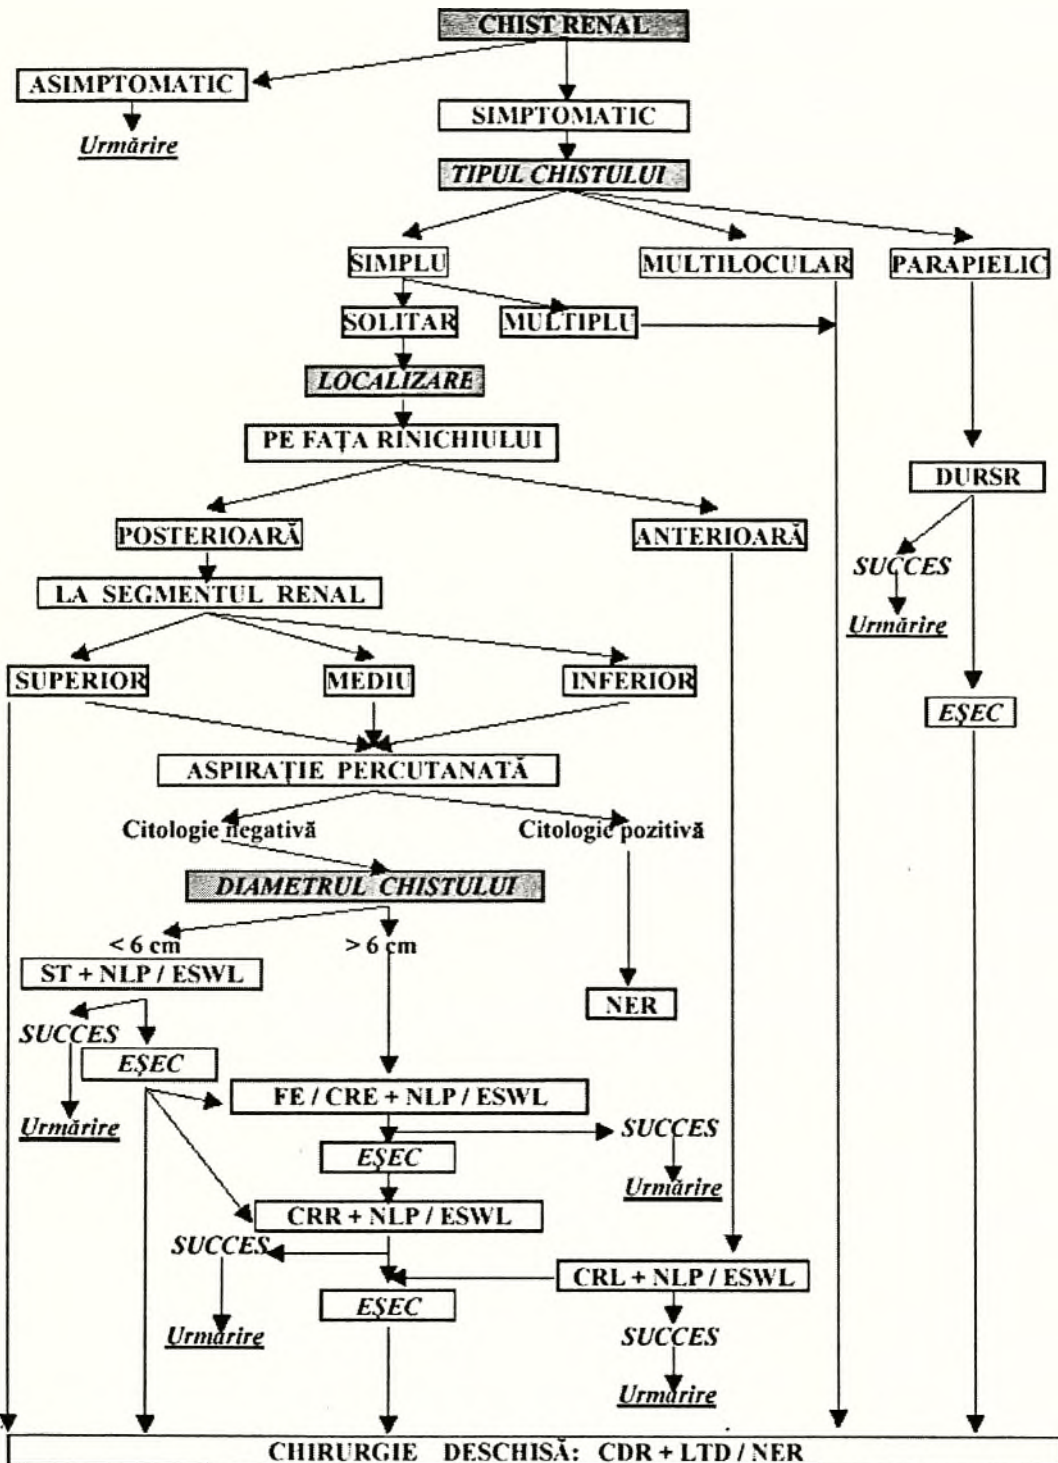 CHIST RENAL
ASIMPTOMATIC
SIMPTOMATIC
Urmărire
TIPUL CHISTULUI
SIMPLU
MULTILOCULAR
PARAPIELIC
SOLITAR
MULTIPLU
LOCALIZARE
PE FAȚA RINICHIULUI
DURSR
POSTERIOARĂ
ANTERIOARĂ
SUCCES
LA SEGMENTUL RENAL
Urmărire
SUPERIOR
MEDIU
INFERIOR
EȘEC
ASPIRAȚIE PERCUTANATĂ
Citologie negativă
Citologie pozitivă
DIAMETRUL CHISTULUI
< 6 cm
> 6 cm
ST + NLP / ESWL
NER
SUCCES
EȘEC
FE / CRE + NLP / ESWL
Urmărire
SUCCES
EȘEC
Urmărire
CRR + NLP / ESWL
SUCCES
CRL + NLP / ESWL
EȘEC
Urmărire
SUCCES
Urmărire
CHIRURGIE DESCHISĂ: CDR + LTD / NER